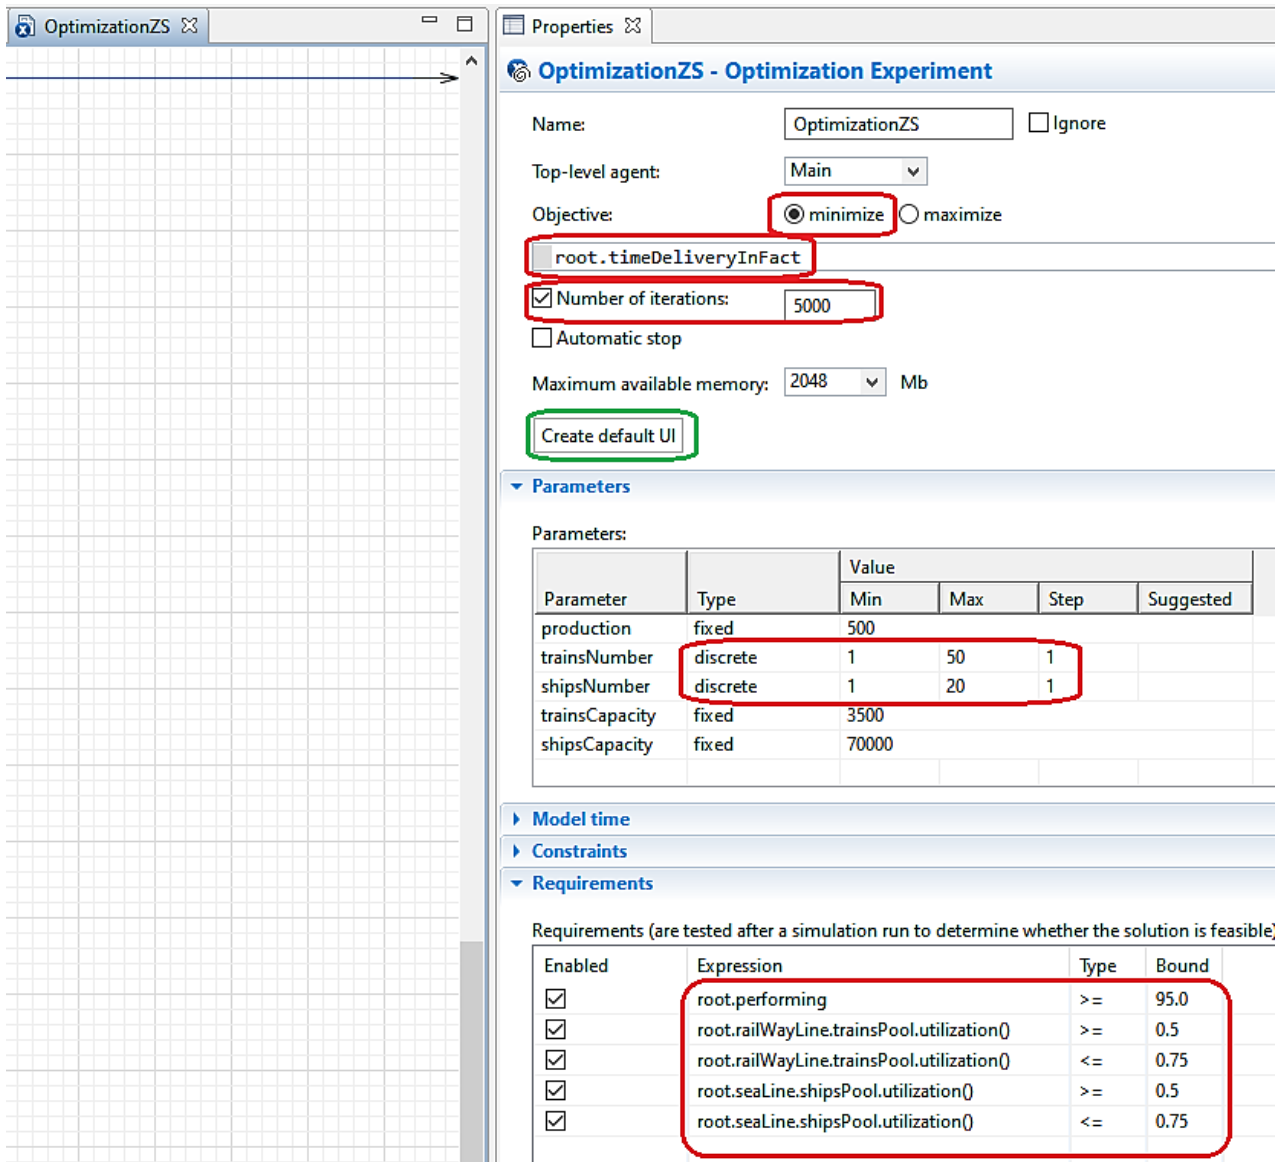 OptimizationZS
Properties
OptimizationZS - Optimization Experiment
Name: OptimizationZS Ignore
Top-level agent: Main
Objective: minimize maximize
root.timeDeliveryInFact
Number of iterations: 5000
Automatic stop
Maximum available memory: 2048 Mb
Create default UI
Parameters
Parameters:
Value
Parameter Type Min Max Step Suggested
production fixed 500
trainsNumber discrete 1 50 1
shipsNumber discrete 1 20 1
trainsCapacity fixed 3500
shipsCapacity fixed 70000
Model time
Constraints
Requirements
Requirements (are tested after a simulation run to determine whether the solution is feasible)
Enabled Expression Type Bound
root.performing >= 95.0
root.railWayLine.trainsPool.utilization() >= 0.5
root.railWayLine.trainsPool.utilization() <= 0.75
root.seaLine.shipsPool.utilization() >= 0.5
root.seaLine.shipsPool.utilization() <= 0.75